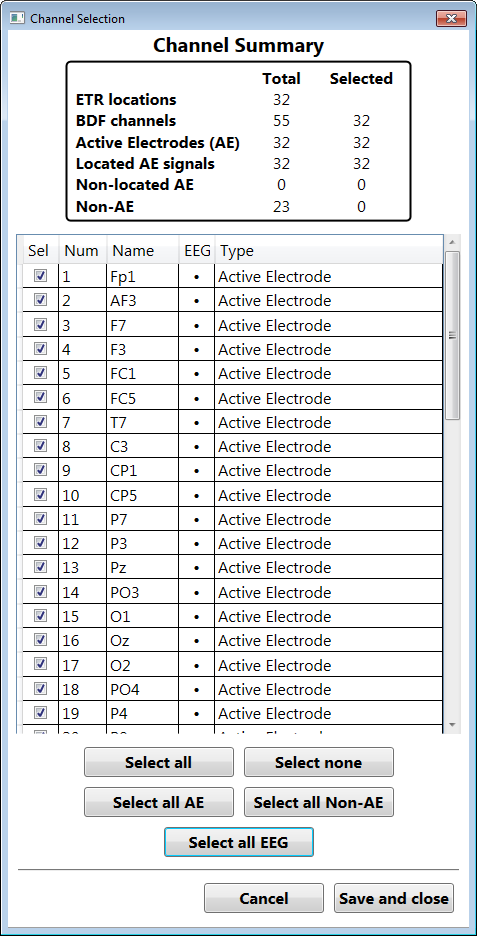 Channel Selection
Channel Summary
Total Selected
ETR locations 32
BDF channels 55 32
Active Electrodes (AE) 32 32
Located AE signals 32 32
Non-located AE 0 0
Non-AE 23 0
Sel Num Name EEG Type
1 Fp1 • Active Electrode
2 AF3 • Active Electrode
3 F7 • Active Electrode
4 F3 • Active Electrode
5 FC1 • Active Electrode
6 FC5 • Active Electrode
7 T7 • Active Electrode
8 C3 • Active Electrode
9 CP1 • Active Electrode
10 CP5 • Active Electrode
11 P7 • Active Electrode
12 P3 • Active Electrode
13 Pz • Active Electrode
14 PO3 • Active Electrode
15 O1 • Active Electrode
16 Oz • Active Electrode
17 O2 • Active Electrode
18 PO4 • Active Electrode
19 P4 • Active Electrode
Select all Select none
Select all AE Select all Non-AE
Select all EEG
Cancel Save and close